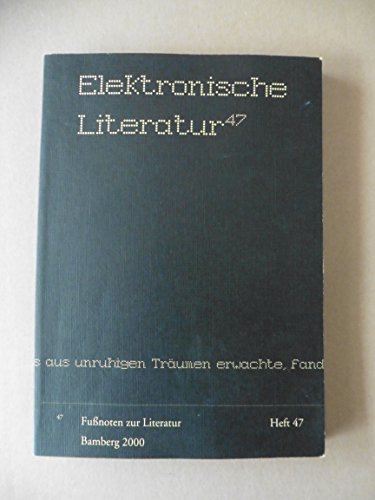 Elektronische
Literatur⁴⁷
s aus unruhigen Träumen erwachte, fand
⁴⁷ Fußnoten zur Literatur Heft 47
Bamberg 2000